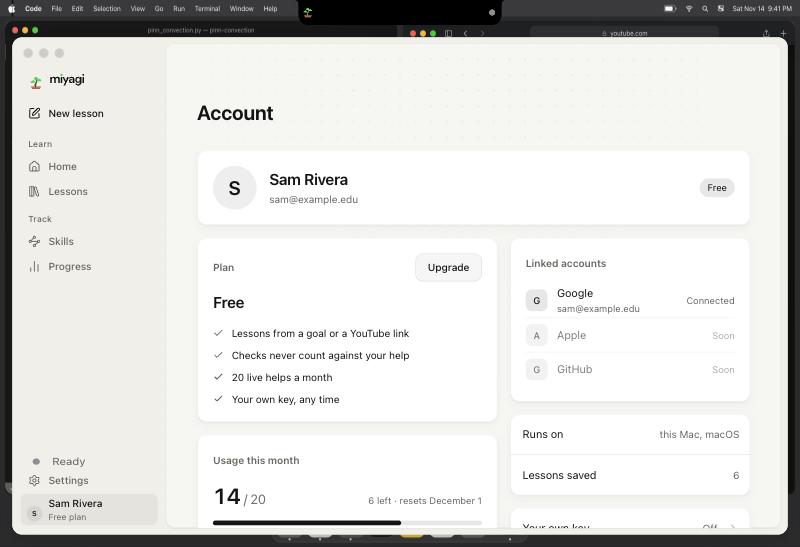 Code File Edit Selection View Go Run Terminal Window Help
Sat Nov 14 9:41 PM
pinn_convection.py — pinn-convection
youtube.com
miyagi
New lesson
Learn
Home
Lessons
Track
Skills
Progress
Ready
Settings
S
Sam Rivera
Free plan
Account
S
Sam Rivera
sam@example.edu
Free
Plan
Upgrade
Free
Lessons from a goal or a YouTube link
Checks never count against your help
20 live helps a month
Your own key, any time
Usage this month
14 / 20
6 left · resets December 1
Linked accounts
G
Google
sam@example.edu
Connected
A
Apple
Soon
G
GitHub
Soon
Runs on
this Mac, macOS
Lessons saved
6
Your own key
Off